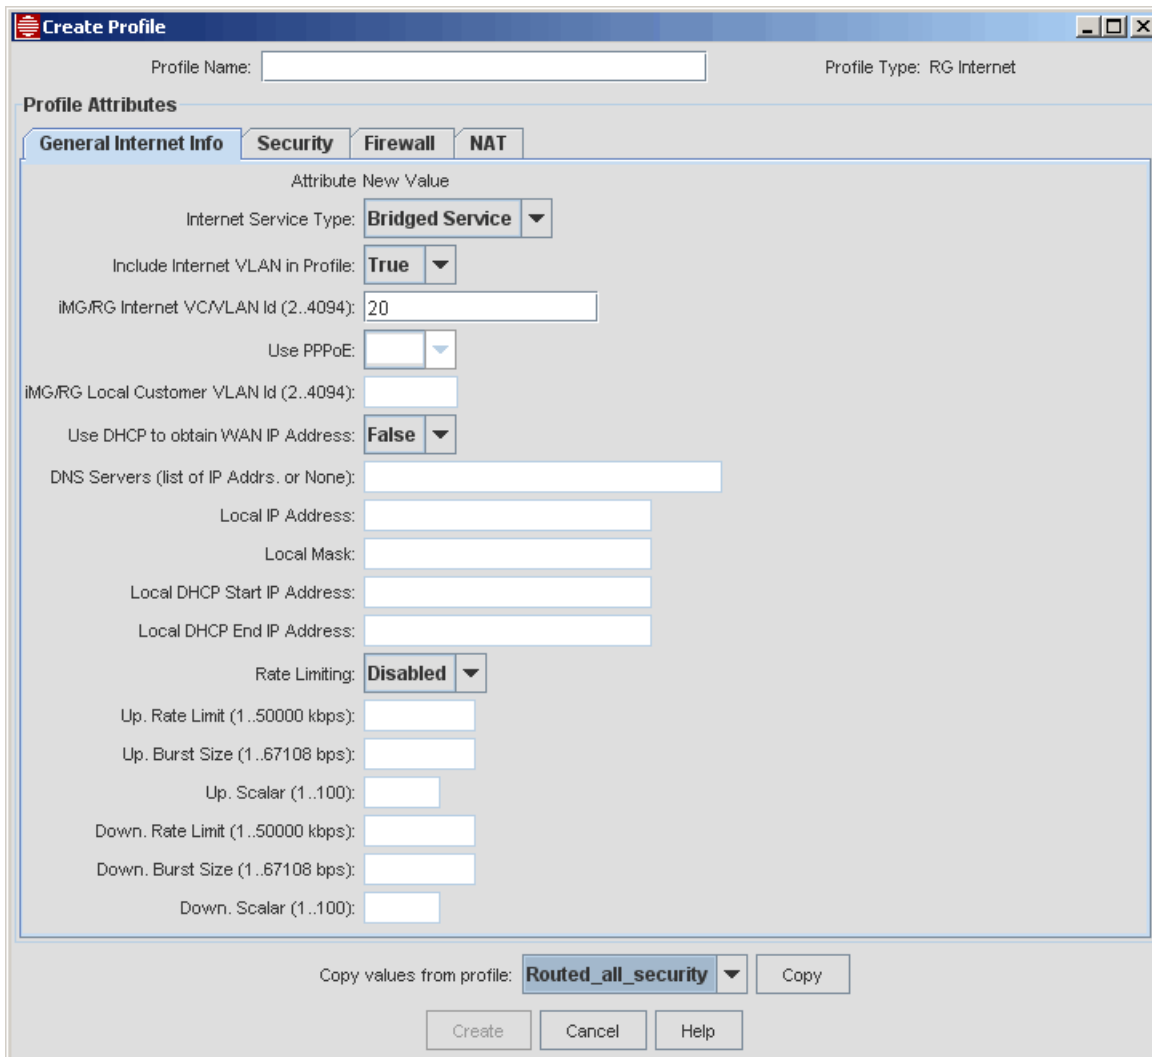 Create Profile
Profile Name: Profile Type: RG Internet
Profile Attributes
General Internet Info Security Firewall NAT
Attribute New Value
Internet Service Type: Bridged Service
Include Internet VLAN in Profile: True
iMG/RG Internet VC/VLAN Id (2..4094): 20
Use PPPoE:
iMG/RG Local Customer VLAN Id (2..4094):
Use DHCP to obtain WAN IP Address: False
DNS Servers (list of IP Addrs. or None):
Local IP Address:
Local Mask:
Local DHCP Start IP Address:
Local DHCP End IP Address:
Rate Limiting: Disabled
Up. Rate Limit (1..50000 kbps):
Up. Burst Size (1..67108 bps):
Up. Scalar (1..100):
Down. Rate Limit (1..50000 kbps):
Down. Burst Size (1..67108 bps):
Down. Scalar (1..100):
Copy values from profile: Routed_all_security Copy
Create Cancel Help